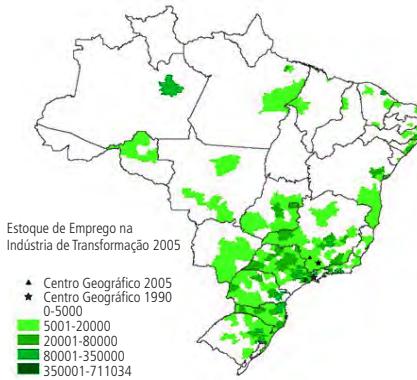 Estoque de Emprego na
Indústria de Transformação 2005
Centro Geográfico 2005
Centro Geográfico 1990
0-5000
5001-20000
20001-80000
80001-350000
350001-711034